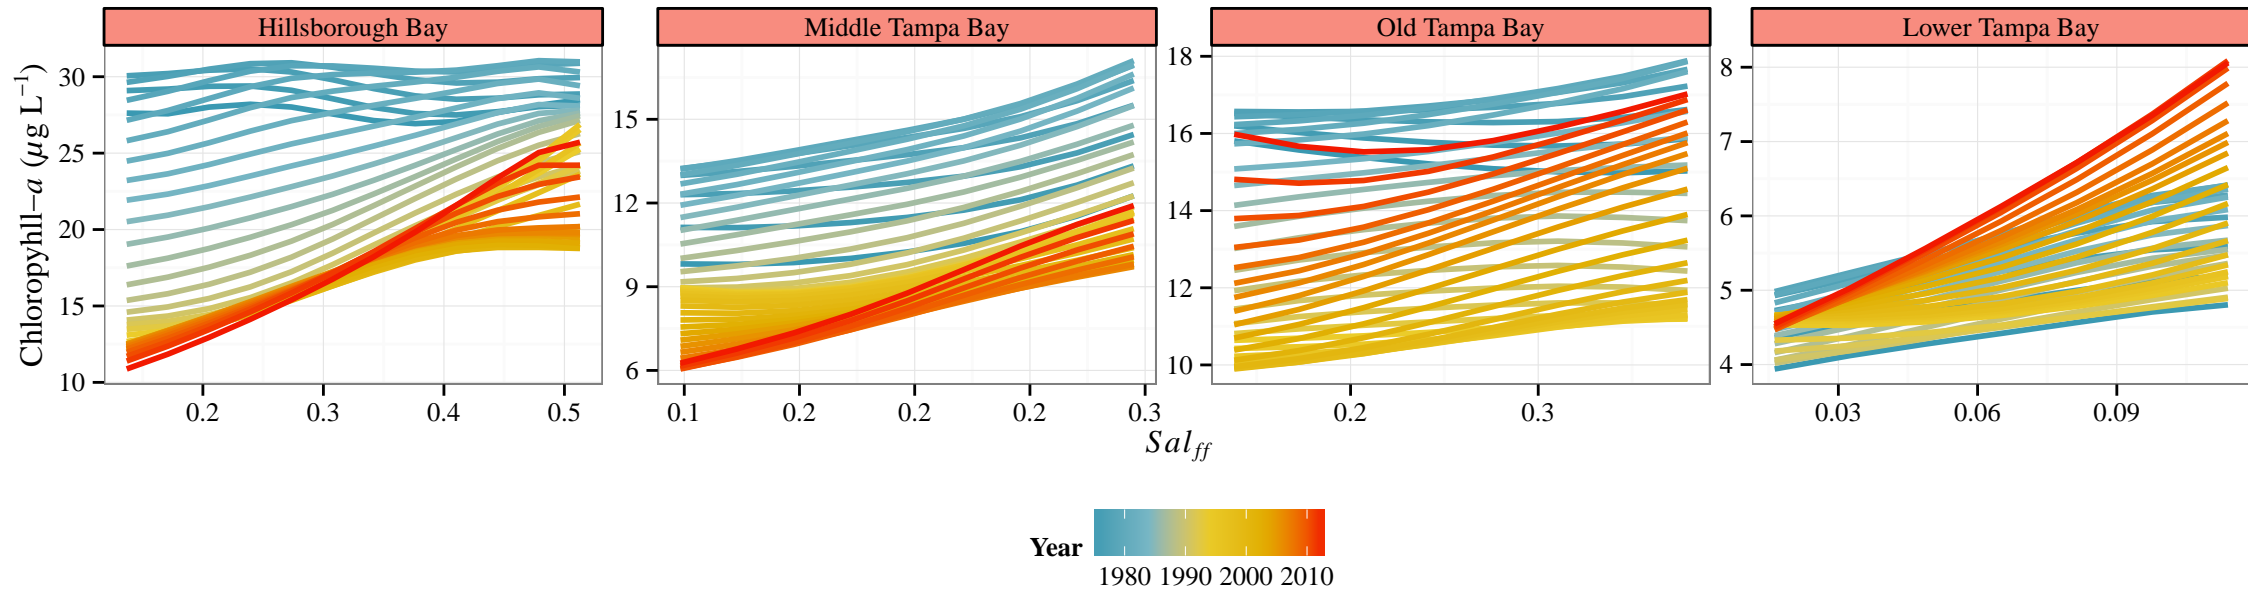 Hillsborough Bay
Middle Tampa Bay
Old Tampa Bay
Lower Tampa Bay
Chloropyhll−a (μg L−1)
30
25
20
15
10
15
12
9
6
18
16
14
12
10
8
7
6
5
4
0.2 0.3 0.4 0.5
0.1 0.2 0.2 0.2 0.3
0.2 0.3
0.03 0.06 0.09
Salff
Year
1980 1990 2000 2010